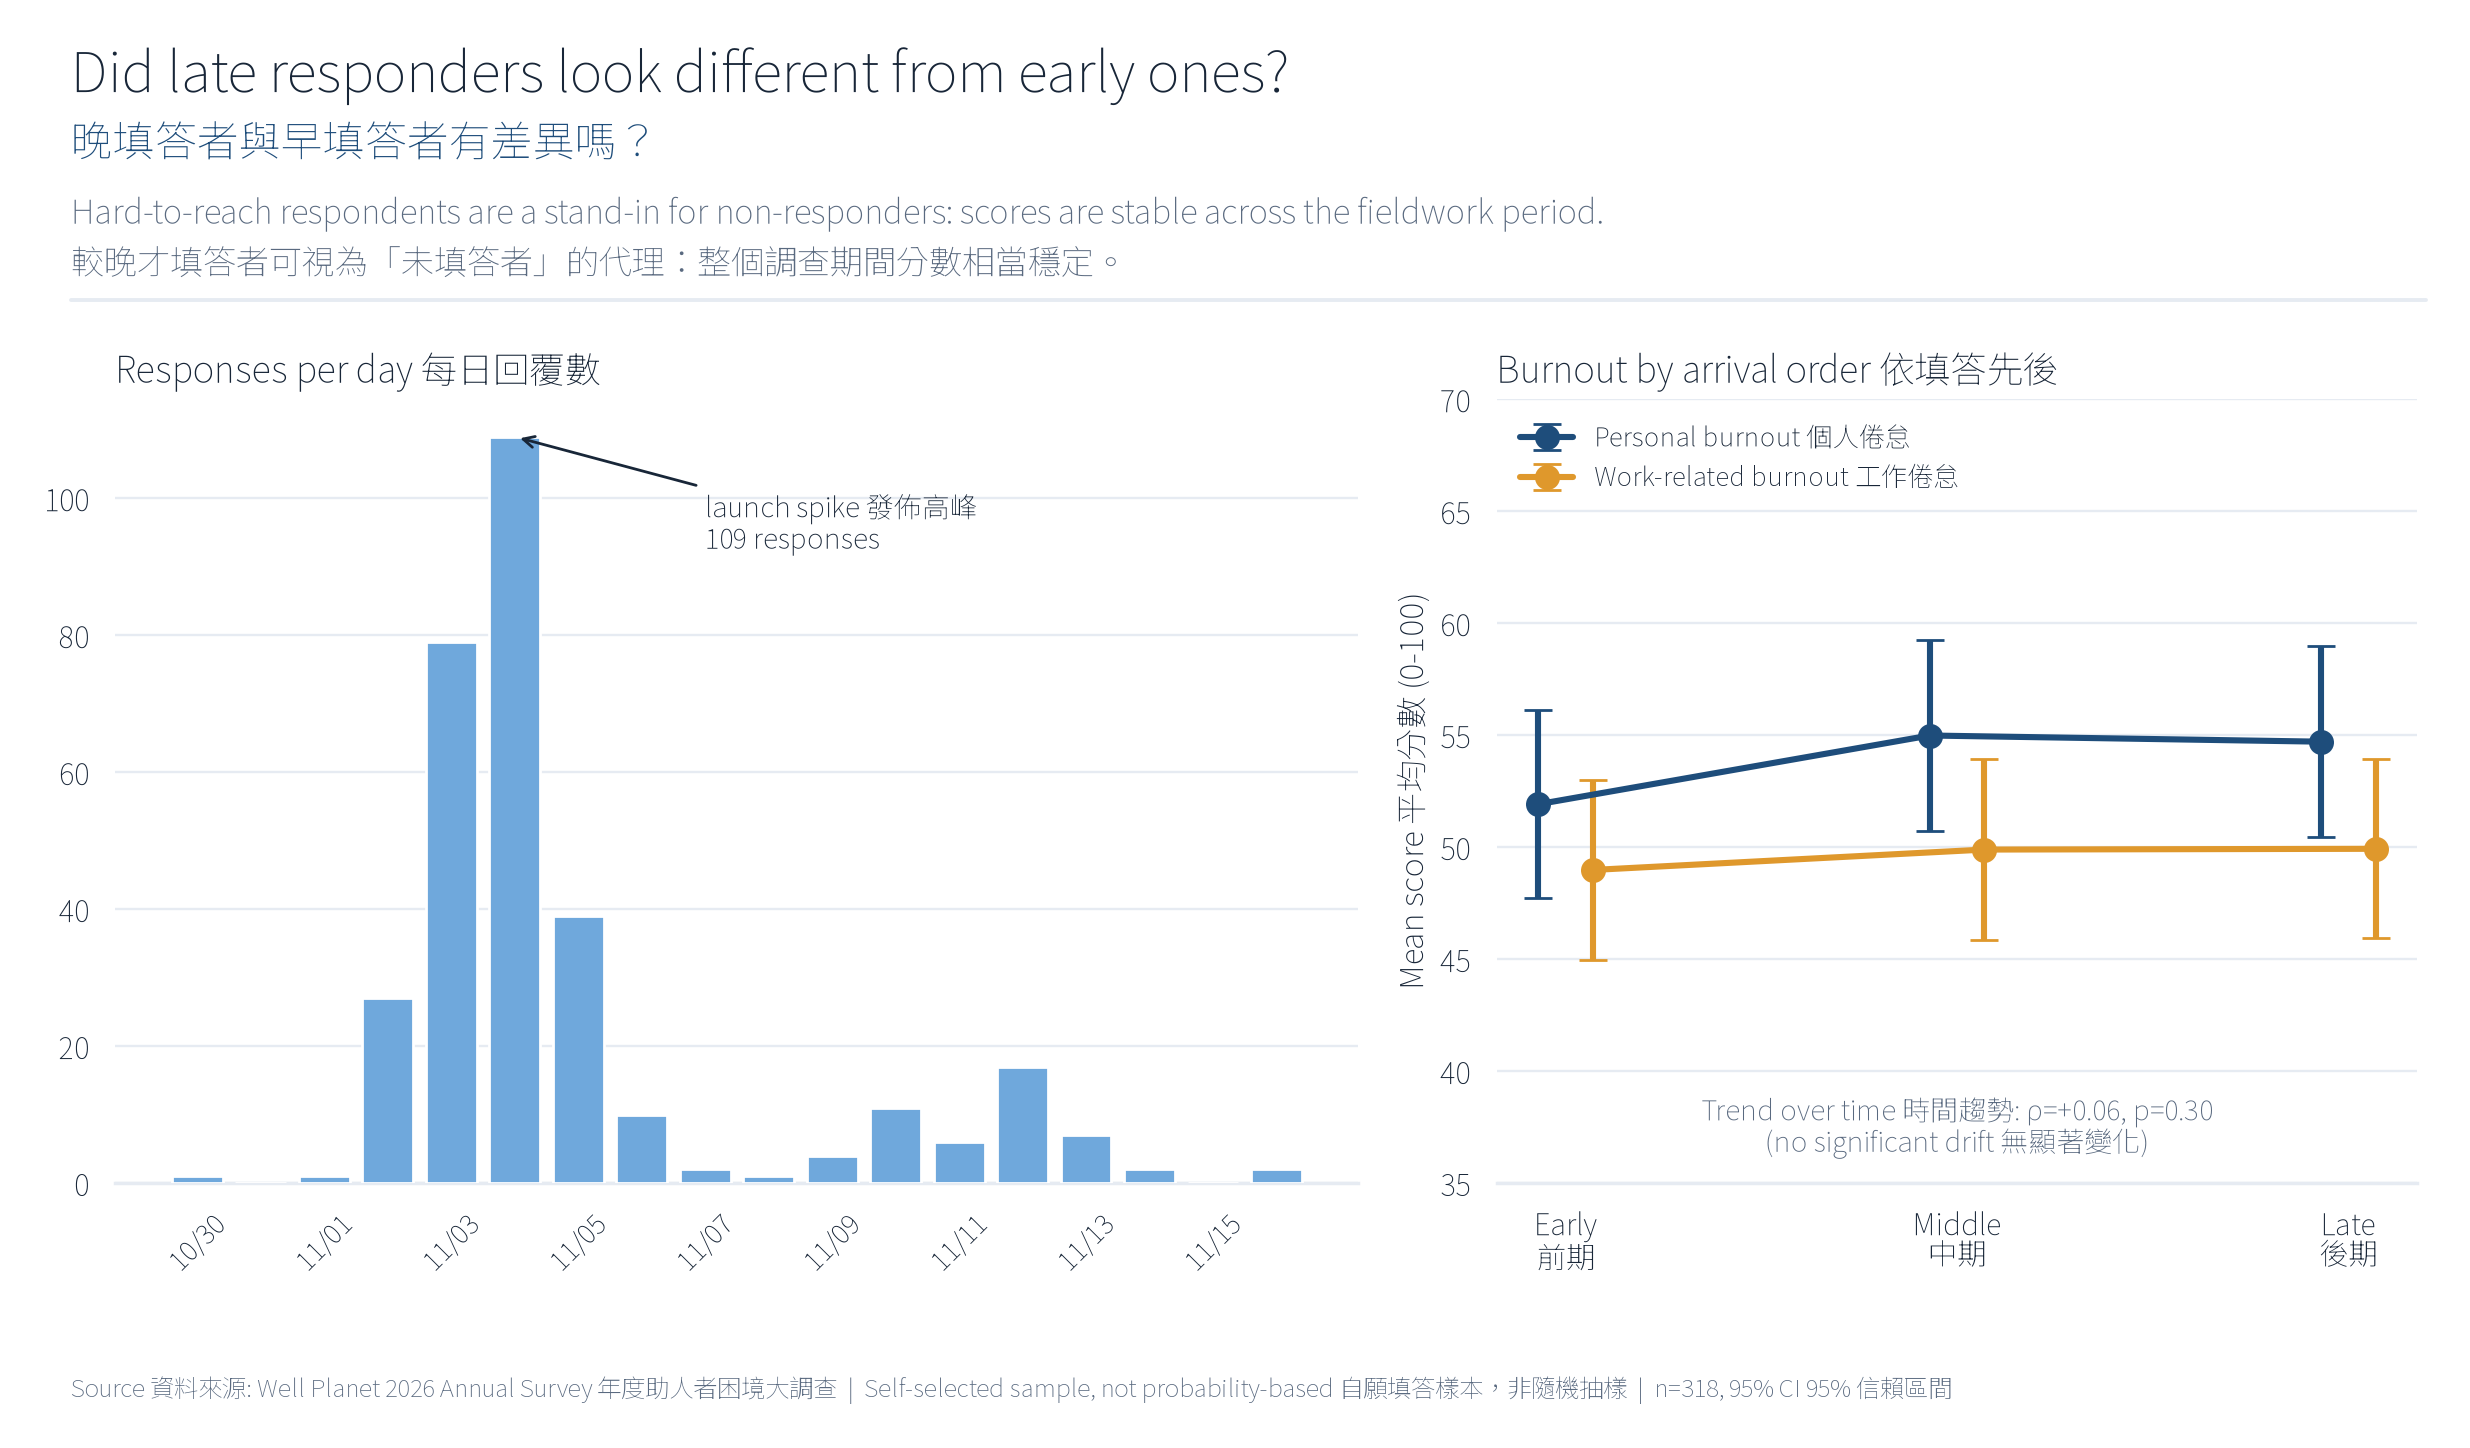 Did late responders look different from early ones?
晚填答者與早填答者有差異嗎？
Hard-to-reach respondents are a stand-in for non-responders: scores are stable across the fieldwork period.
較晚才填答者可視為「未填答者」的代理：整個調查期間分數相當穩定。
Responses per day 每日回覆數
launch spike 發佈高峰
109 responses
100
80
60
40
20
0
10/30
11/01
11/03
11/05
11/07
11/09
11/11
11/13
11/15
Burnout by arrival order 依填答先後
Personal burnout 個人倦怠
Work-related burnout 工作倦怠
Mean score 平均分數 (0-100)
70
65
60
55
50
45
40
35
Trend over time 時間趨勢: ρ=+0.06, p=0.30
(no significant drift 無顯著變化)
Early
前期
Middle
中期
Late
後期
Source 資料來源: Well Planet 2026 Annual Survey 年度助人者困境大調查 | Self-selected sample, not probability-based 自願填答樣本，非隨機抽樣 | n=318, 95% CI 95% 信賴區間